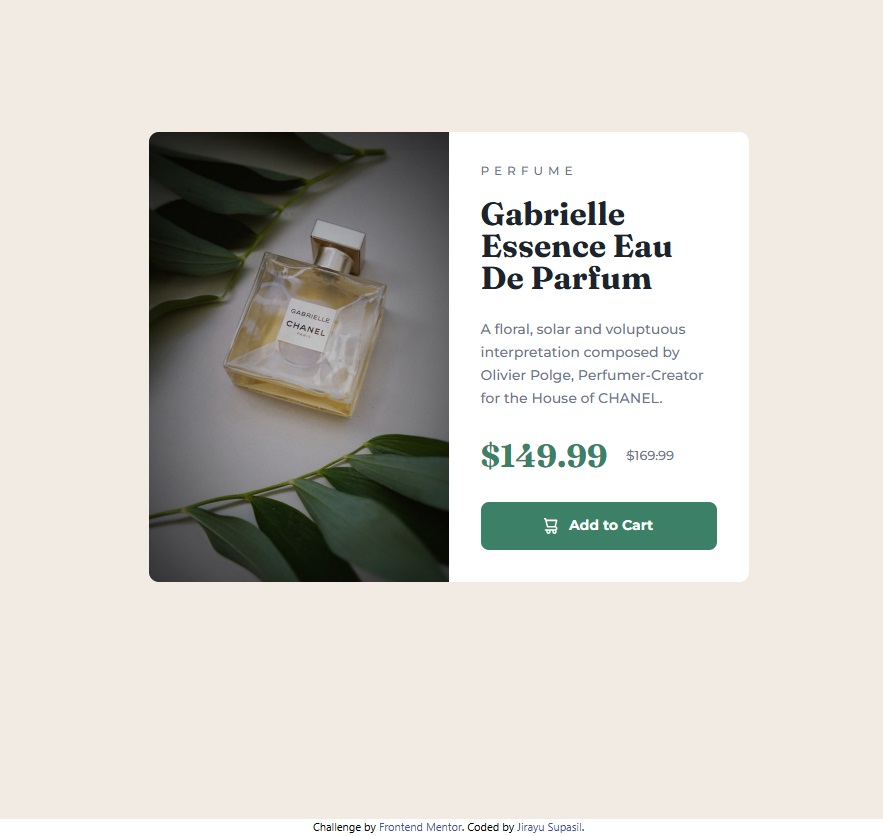 GABRIELLE
CHANEL
PARIS
PERFUME
Gabrielle
Essence Eau
De Parfum
A floral, solar and voluptuous
interpretation composed by
Olivier Polge, Perfumer-Creator
for the House of CHANEL.
$149.99 $169.99
Add to Cart
Challenge by Frontend Mentor. Coded by Jirayu Supasil.